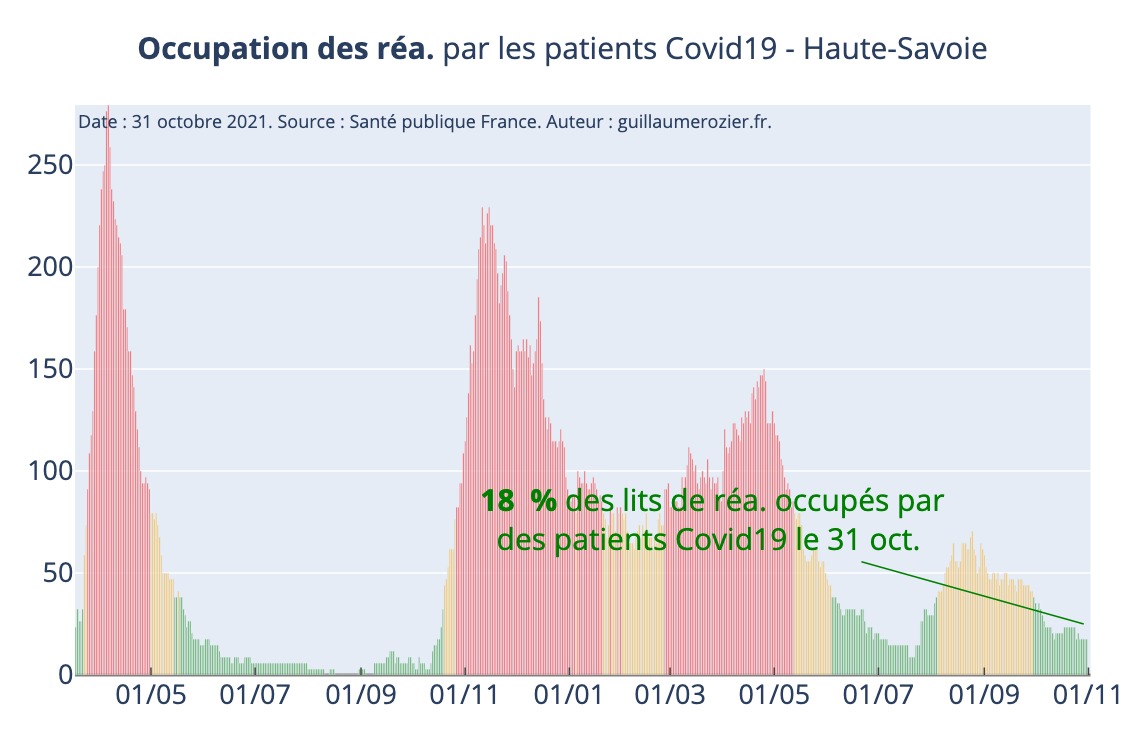 Occupation des réa. par les patients Covid19 - Haute-Savoie
Date : 31 octobre 2021. Source : Santé publique France. Auteur : guillaumerozier.fr.
250
200
150
100
50
0
18 % des lits de réa. occupés par
des patients Covid19 le 31 oct.
01/05 01/07 01/09 01/11 01/01 01/03 01/05 01/07 01/09 01/11